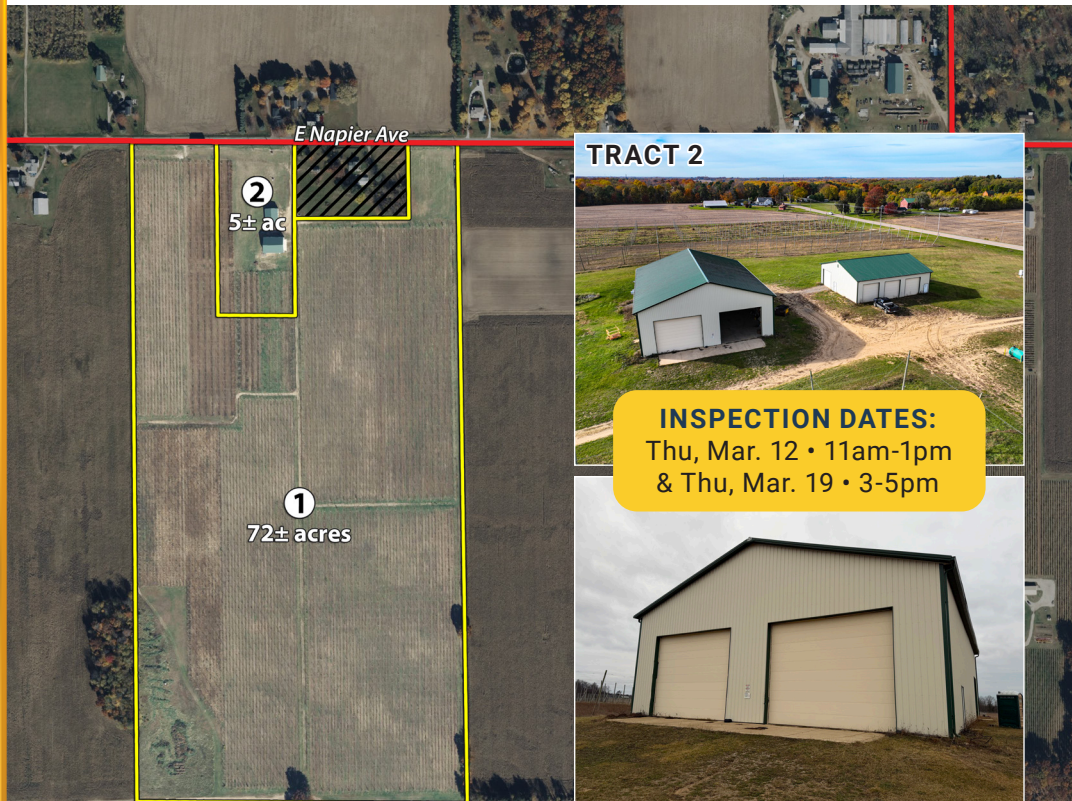 E Napier Ave
2
5± ac
1
72± acres
TRACT 2
INSPECTION DATES:
Thu, Mar. 12 • 11am-1pm
& Thu, Mar. 19 • 3-5pm